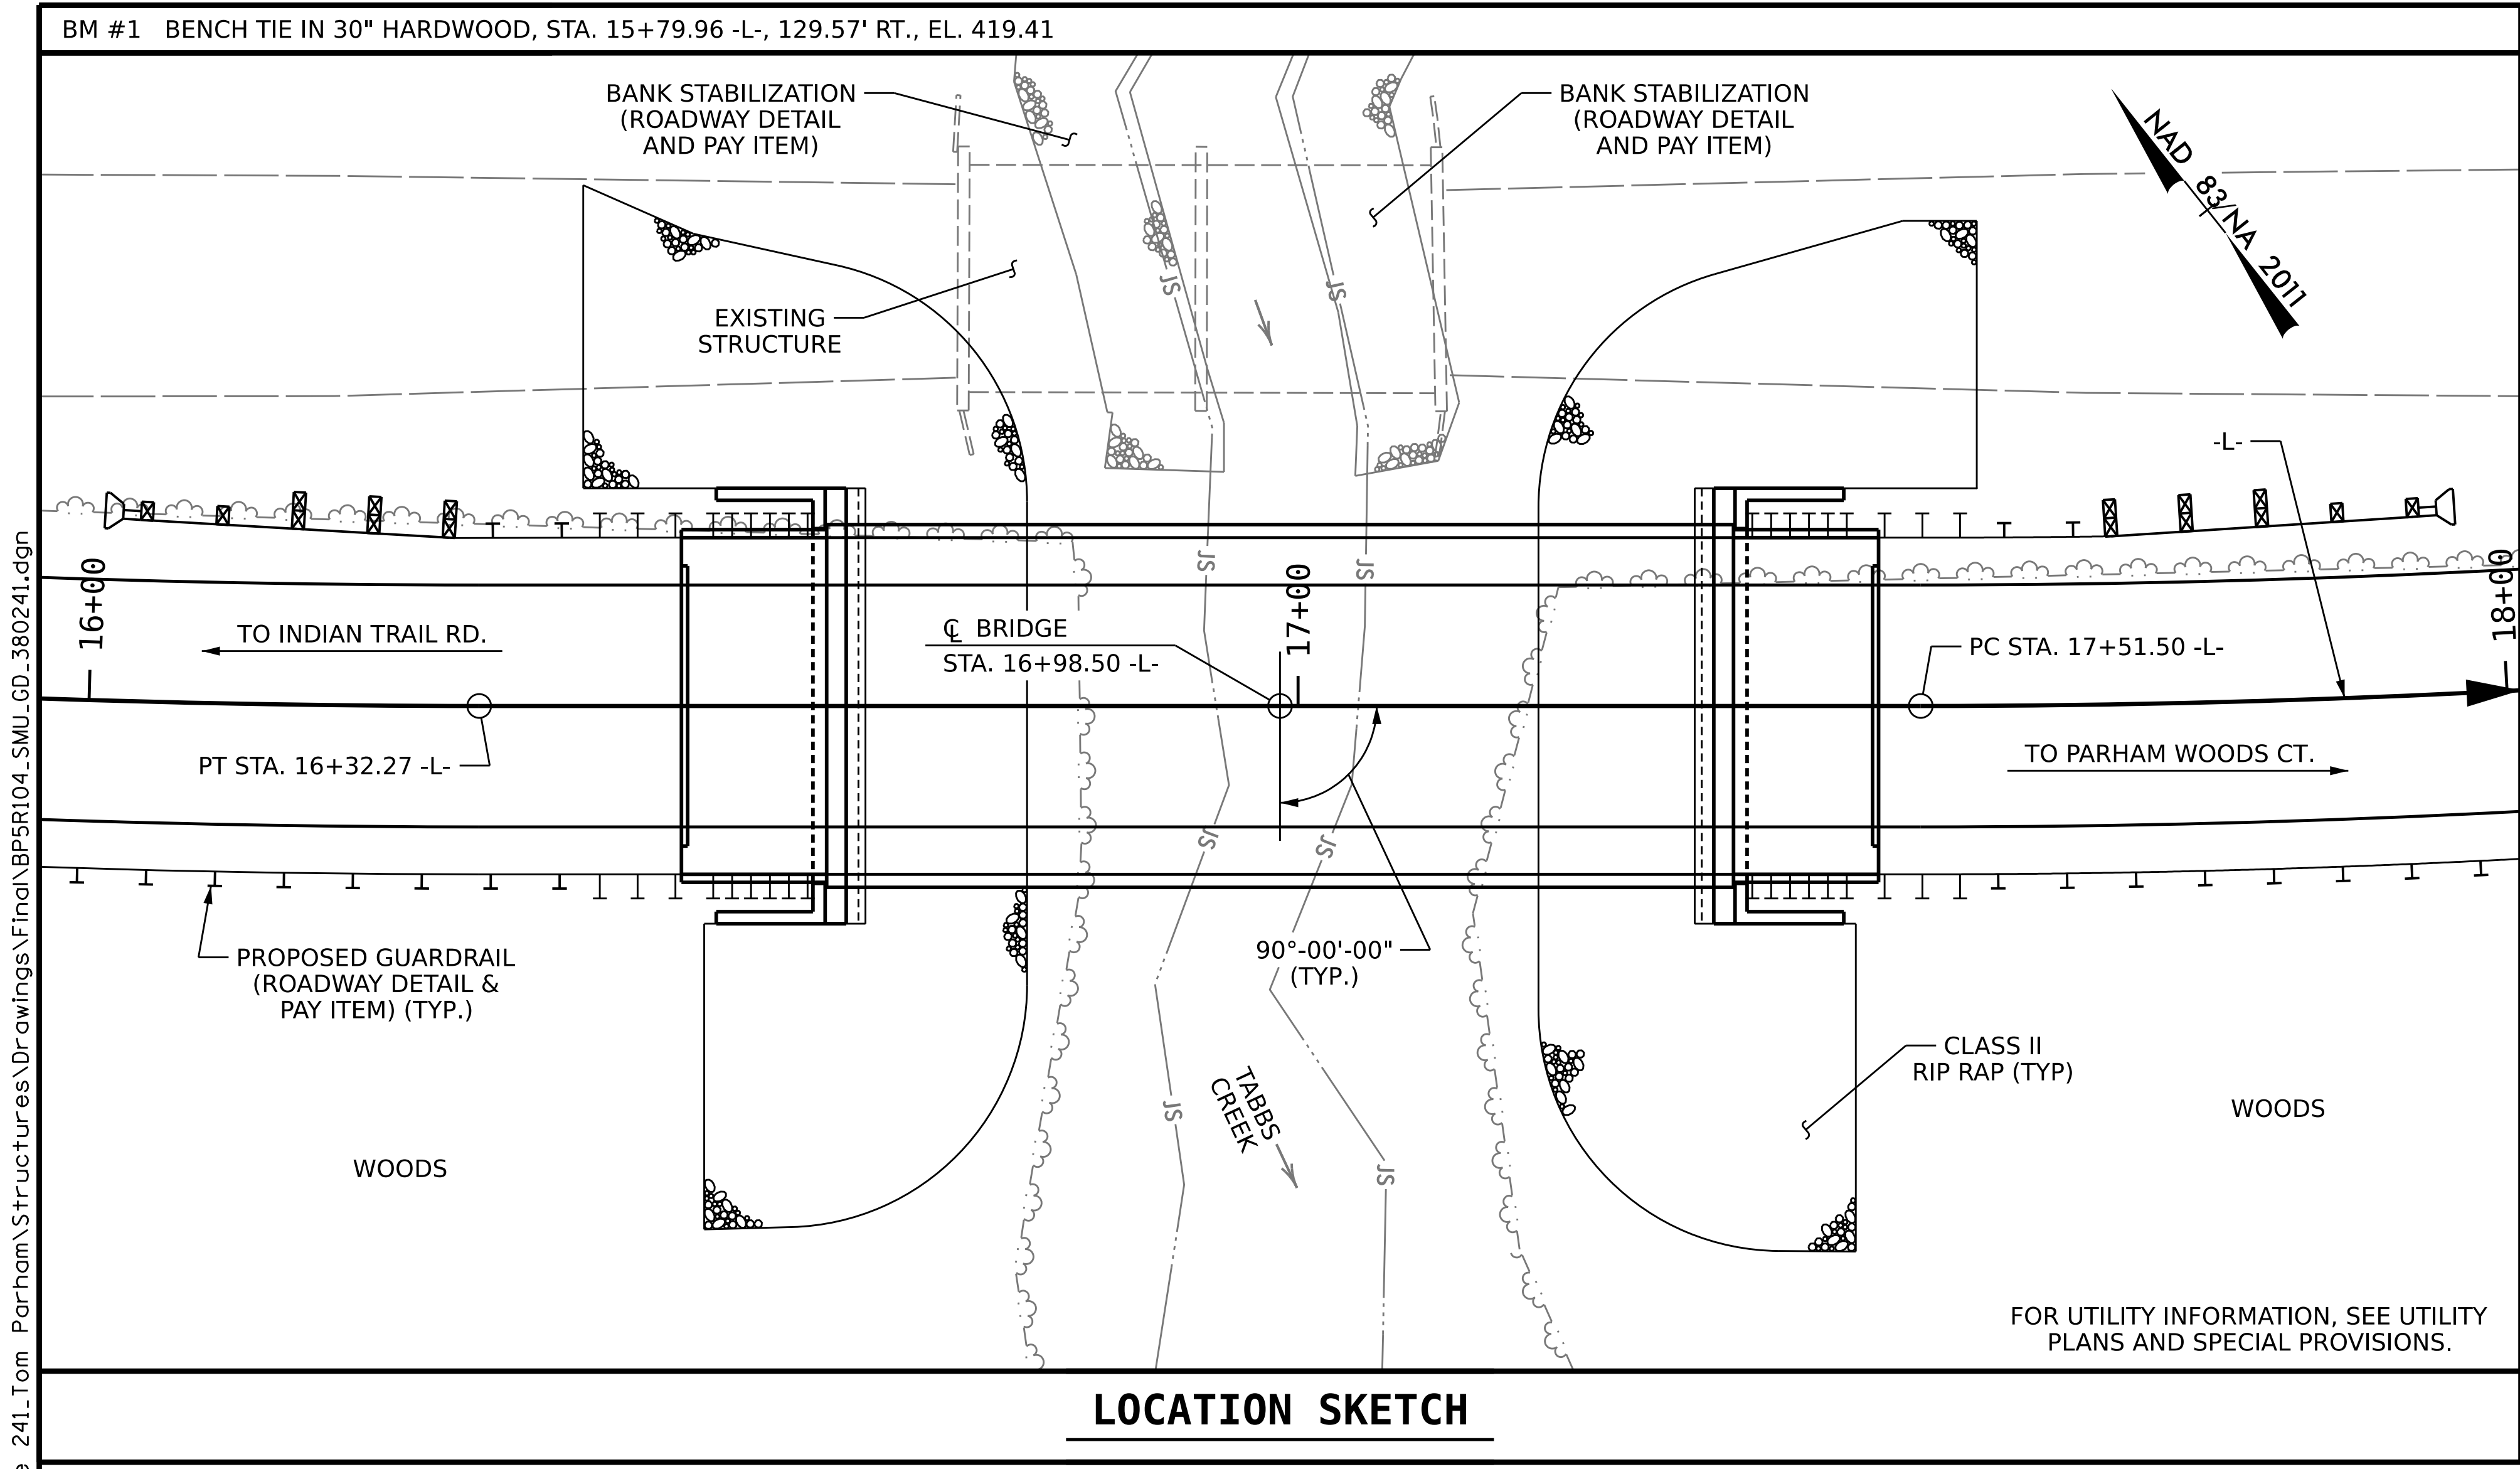 BM #1 BENCH TIE IN 30" HARDWOOD, STA. 15+79.96 -L-, 129.57' RT., EL. 419.41
BANK STABILIZATION
(ROADWAY DETAIL
AND PAY ITEM)
BANK STABILIZATION
(ROADWAY DETAIL
AND PAY ITEM)
NAD 83/NA 2011
EXISTING
STRUCTURE
JS
JS
-L-
16+00
JS
JS
17+00
18+00
TO INDIAN TRAIL RD.
℄ BRIDGE
STA. 16+98.50 -L-
PC STA. 17+51.50 -L-
PT STA. 16+32.27 -L-
TO PARHAM WOODS CT.
JS
JS
90°-00'-00"
(TYP.)
PROPOSED GUARDRAIL
(ROADWAY DETAIL &
PAY ITEM) (TYP.)
CLASS II
RIP RAP (TYP)
TABBS
CREEK
JS
JS
WOODS
WOODS
FOR UTILITY INFORMATION, SEE UTILITY
PLANS AND SPECIAL PROVISIONS.
LOCATION SKETCH
241_Tom Parham\Structures\Drawings\Final\BP5R104_SMU_GD_380241.dgn